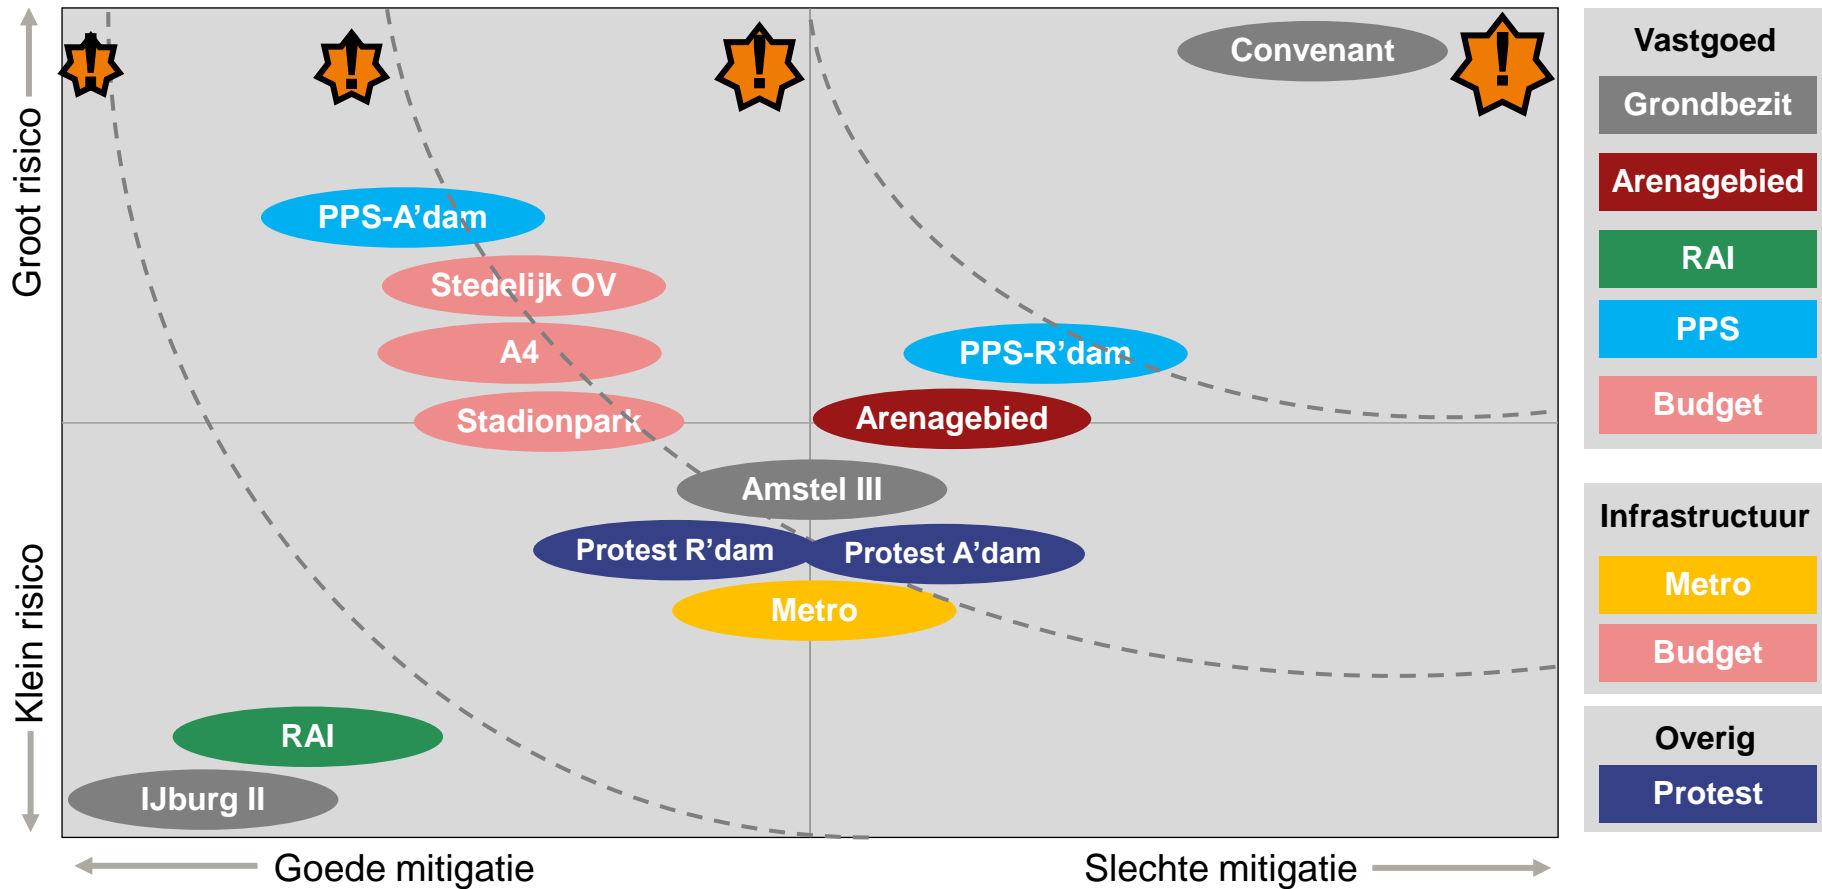 Groot risico
Klein risico
!
!
!
!
Convenant
PPS-A’dam
Stedelijk OV
A4
PPS-R’dam
Stadionpark
Arenagebied
Amstel III
Protest R’dam
Protest A’dam
Metro
RAI
IJburg II
Goede mitigatie
Slechte mitigatie
Vastgoed
Grondbezit
Arenagebied
RAI
PPS
Budget
Infrastructuur
Metro
Budget
Overig
Protest